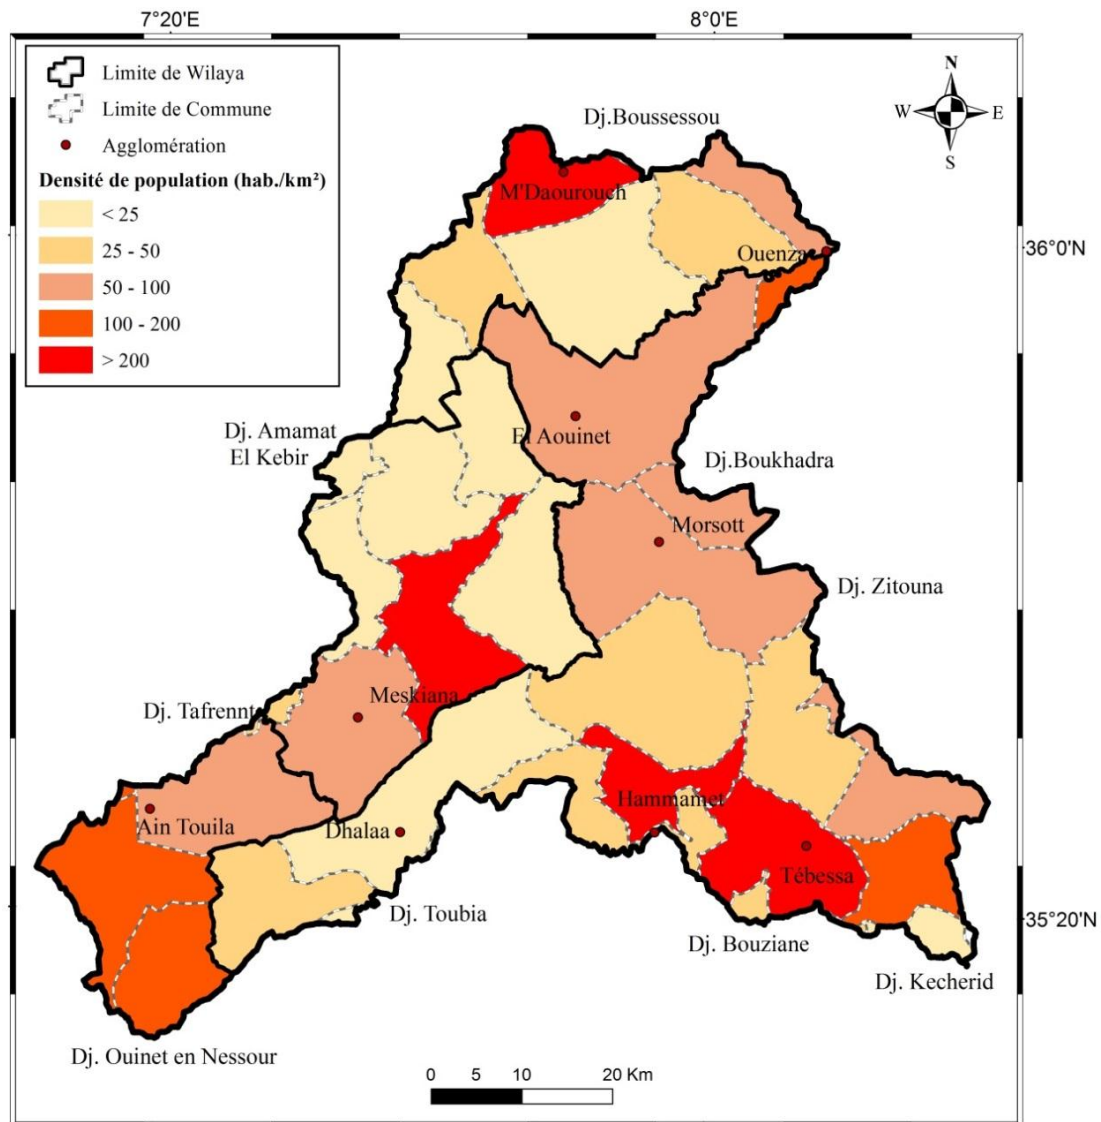 7°20'E
8°0'E
Limite de Wilaya
Limite de Commune
Agglomération
Densité de population (hab./km²)
< 25
25 - 50
50 - 100
100 - 200
> 200
N
W
E
S
Dj.Boussessou
M'Daourouch
Ouenza
36°0'N
Dj. Amamat
El Kebir
El Aouinet
Dj.Boukhadra
Morsott
Dj. Zitouna
Dj. Tafrennt
Meskiana
Hammamet
Ain Touila
Dhalaa
Tébessa
Dj. Toubia
Dj. Bouziane
35°20'N
Dj. Kecherid
Dj. Ouinet en Nessour
0 5 10 20 Km